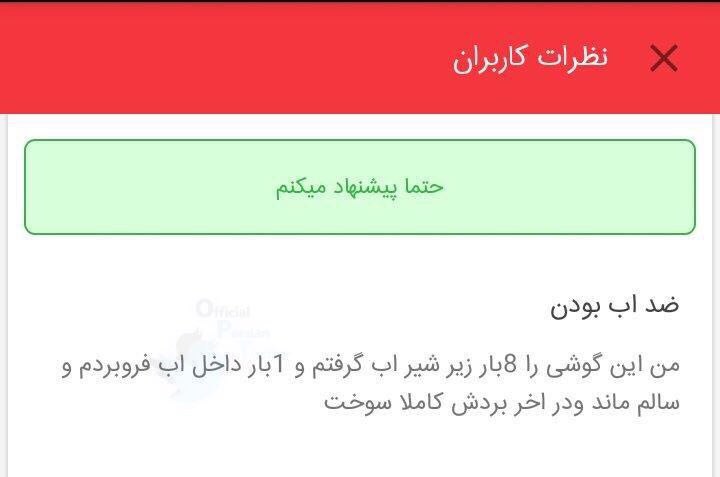 نظرات کاربران
حتما پیشنهاد میکنم
ضد اب بودن
Official
Persian
من این گوشی را 8بار زیر شیر اب گرفتم و 1بار داخل اب فروبردم و
سالم ماند ودر اخر بردش کاملا سوخت